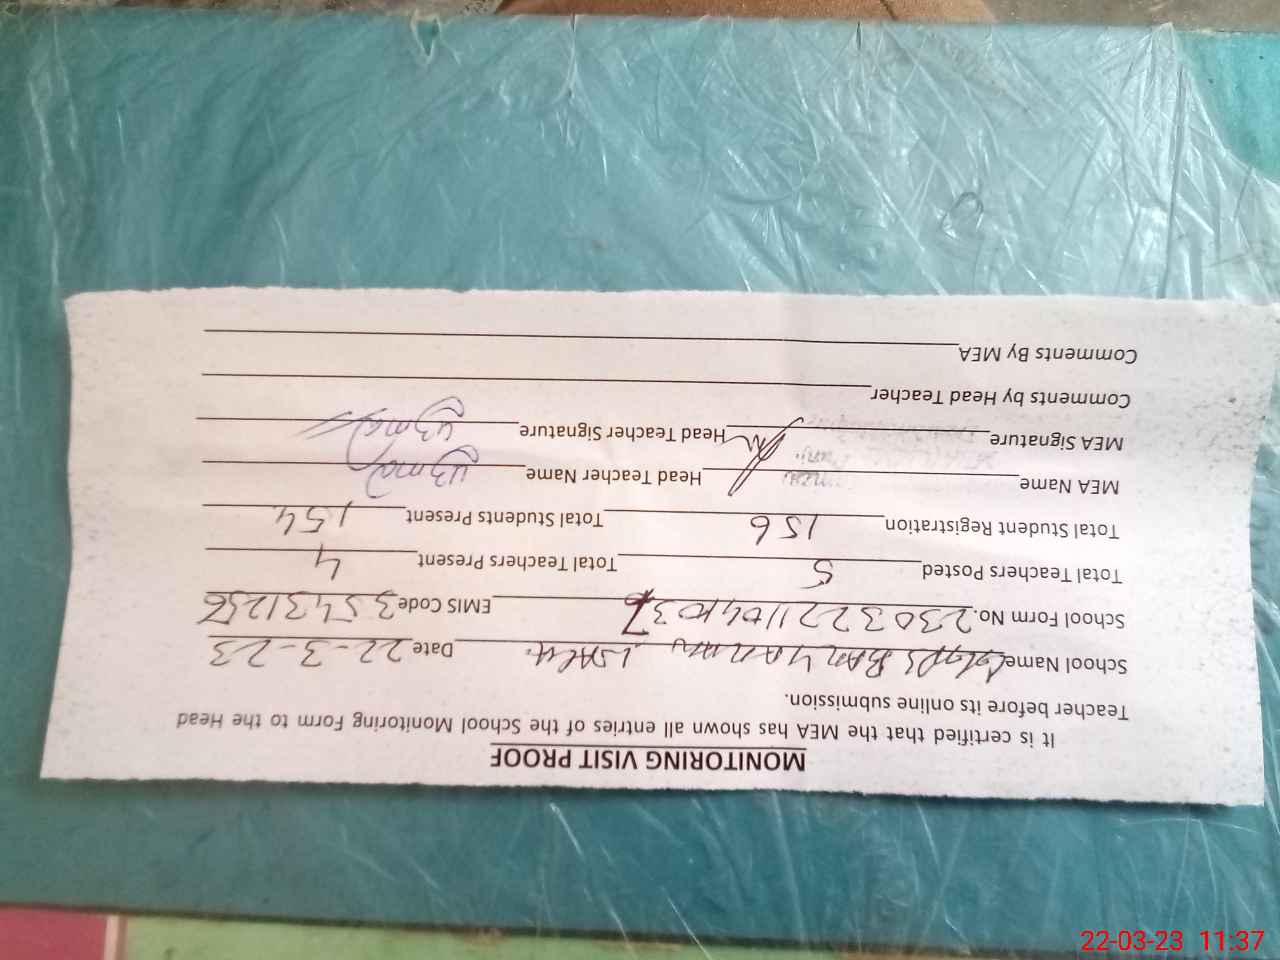 MONITORING VISIT PROOF
It is certified that the MEA has shown all entries of the School Monitoring Form to the Head
Teacher before its online submission.
School Name Date 22-3-23
School Form No. EMIS Code 35431256
Total Teachers Posted 5 Total Teachers Present 4
Total Student Registration 156 Total Students Present 154
MEA Name Head Teacher Name uzma
MEA Signature Head Teacher Signature uzma
Comments by Head Teacher
Comments By MEA
22-03-23 11:37